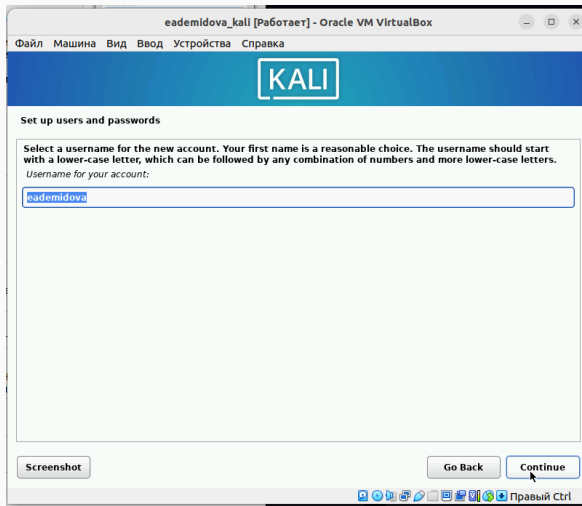 eademidova_kali [Работает] - Oracle VM VirtualBox
Файл Машина Вид Ввод Устройства Справка
KALI
Set up users and passwords
Select a username for the new account. Your first name is a reasonable choice. The username should start
with a lower-case letter, which can be followed by any combination of numbers and more lower-case letters.
Username for your account:
eademidova
Screenshot Go Back Continue
Правый Ctrl